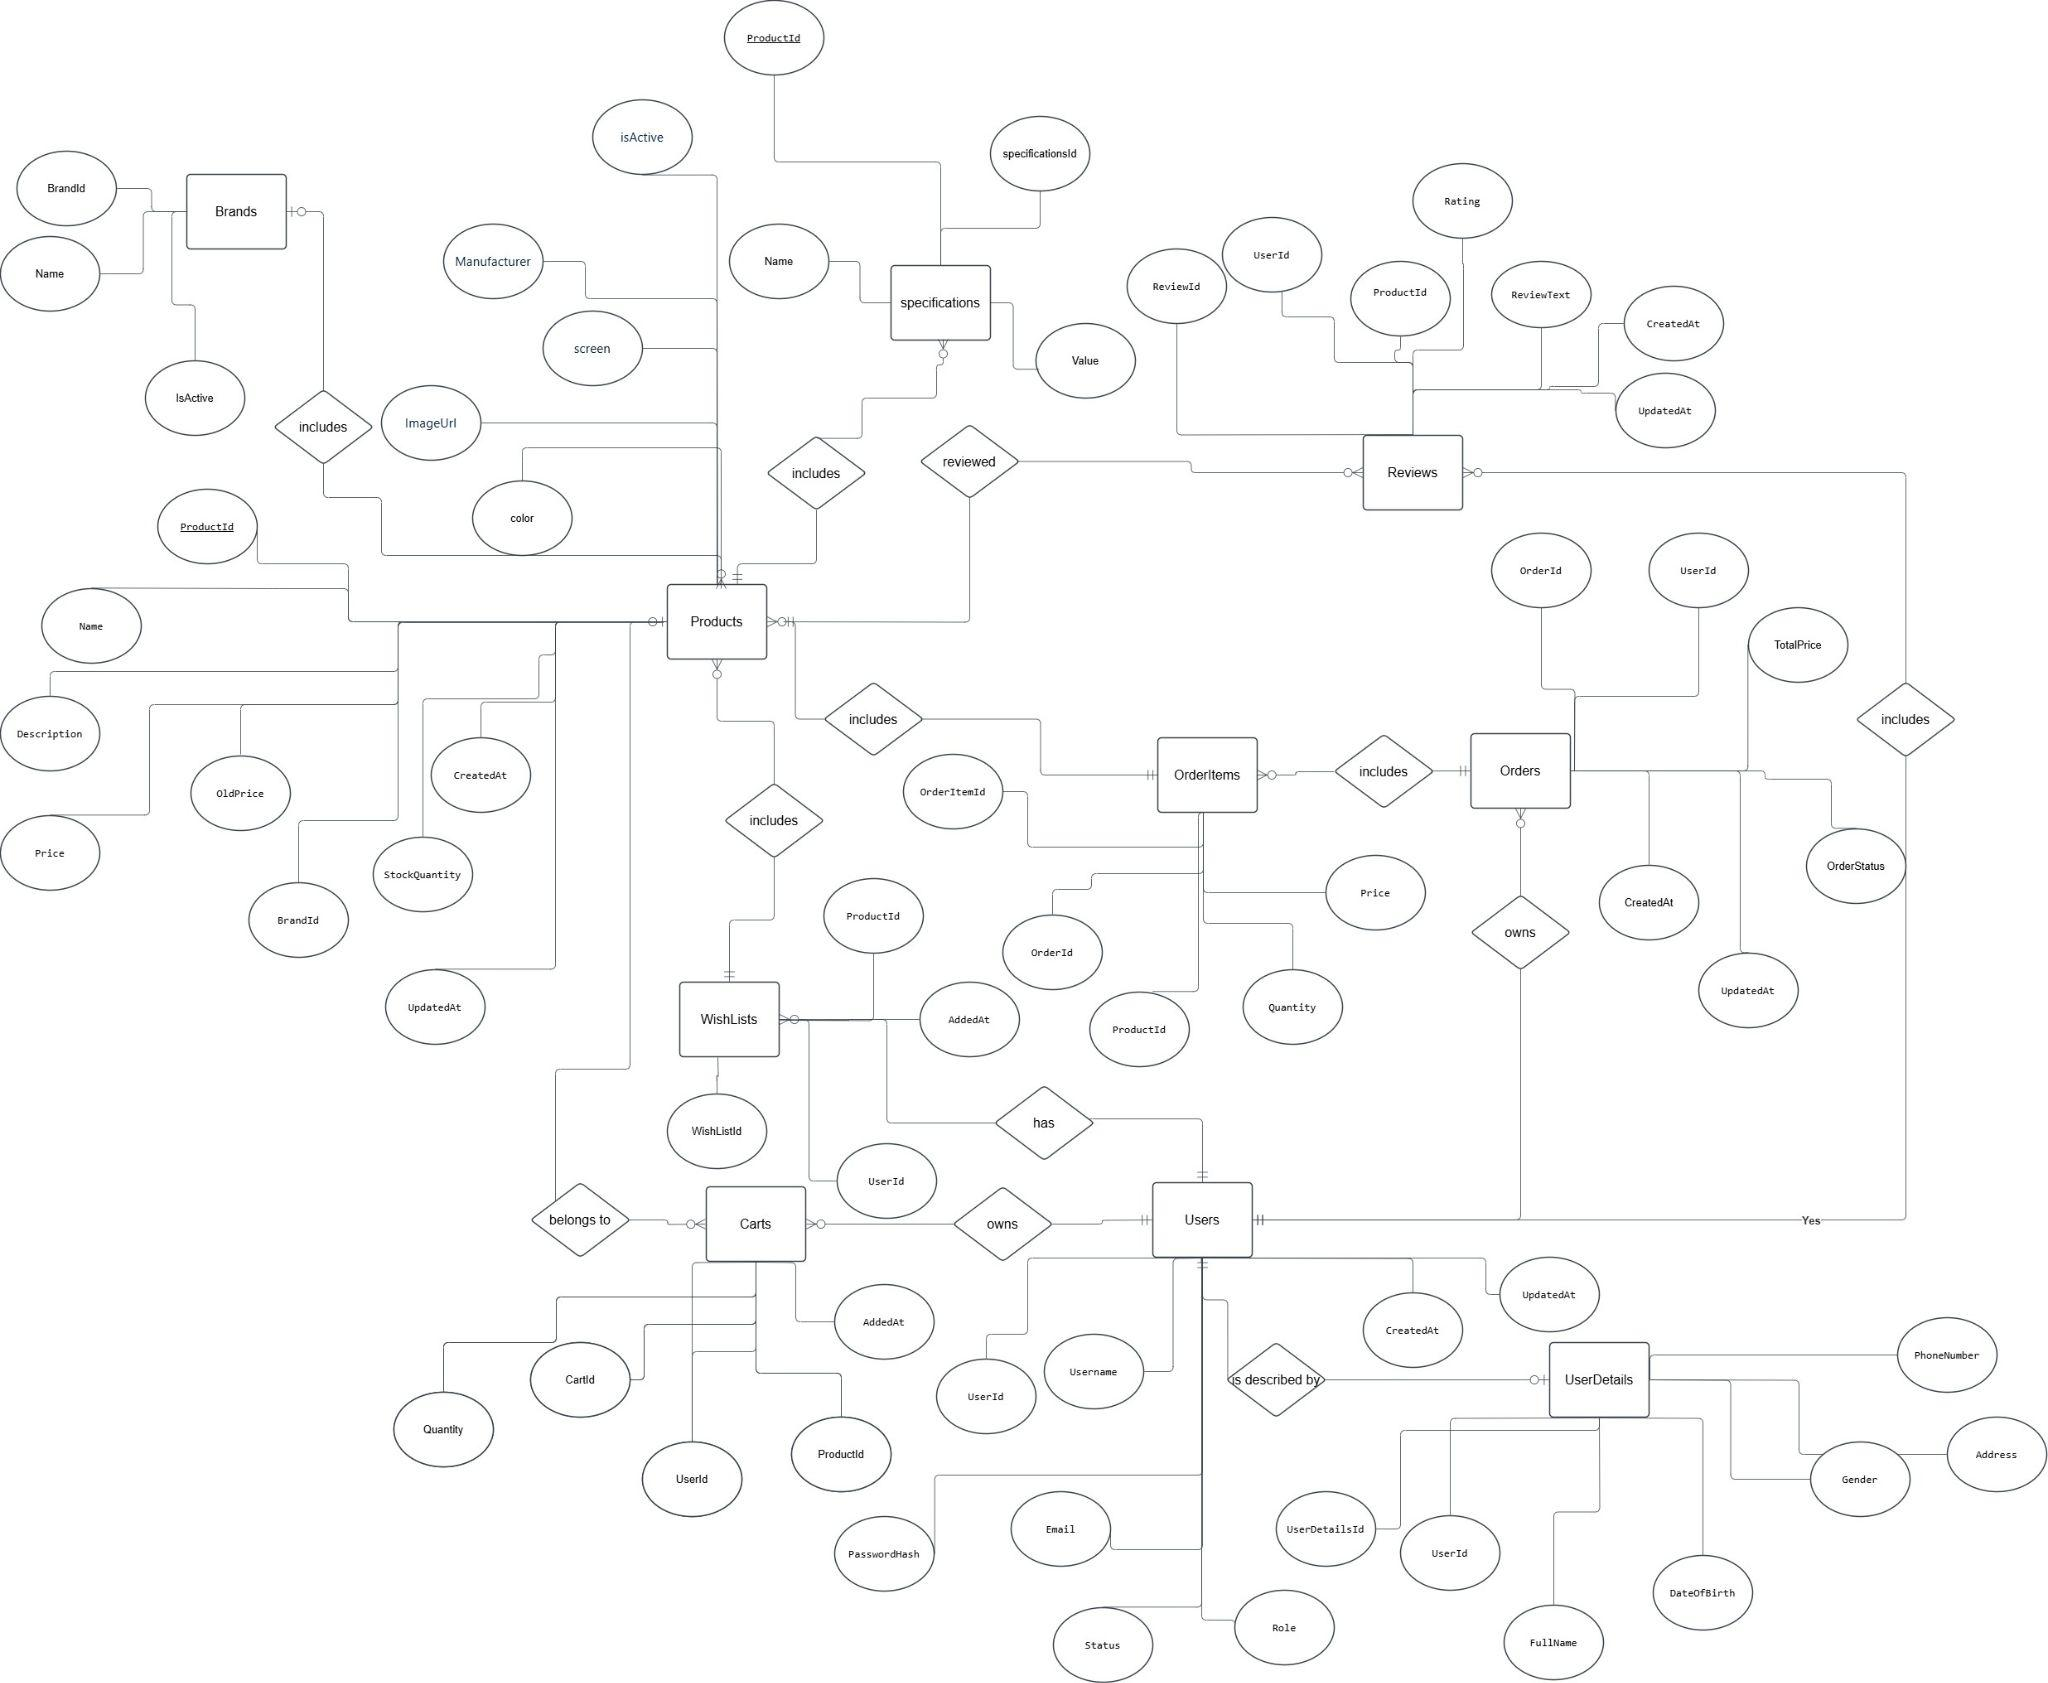 ProductId
isActive
specificationsId
BrandId
Brands
Rating
UserId
Manufacturer
Name
Name
ReviewId
ProductId
ReviewText
specifications
CreatedAt
screen
Value
IsActive
UpdatedAt
ImageUrl
includes
reviewed
includes
Reviews
color
ProductId
OrderId
UserId
Name
Products
TotalPrice
includes
includes
Description
OrderItems
includes
Orders
CreatedAt
OldPrice
OrderItemId
includes
Price
OrderStatus
StockQuantity
Price
CreatedAt
ProductId
BrandId
owns
OrderId
UpdatedAt
UpdatedAt
Quantity
WishLists
AddedAt
ProductId
has
WishListId
UserId
belongs to
Carts
owns
Users
Yes
UpdatedAt
AddedAt
CreatedAt
PhoneNumber
Username
CartId
is described by
UserDetails
UserId
Quantity
ProductId
Address
UserId
Gender
Email
UserDetailsId
PasswordHash
UserId
DateOfBirth
Role
Status
FullName